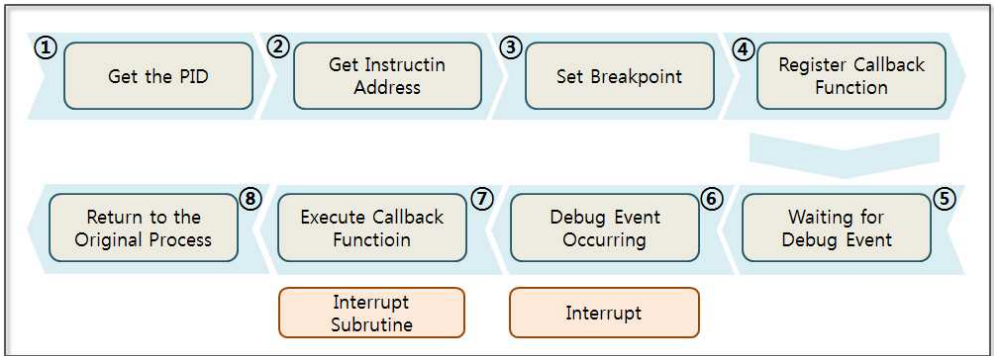 ①
Get the PID
②
Get Instructin
Address
③
Set Breakpoint
④
Register Callback
Function
⑤
Waiting for
Debug Event
⑥
Debug Event
Occurring
⑦
Execute Callback
Functioin
⑧
Return to the
Original Process
Interrupt
Interrupt
Subrutine